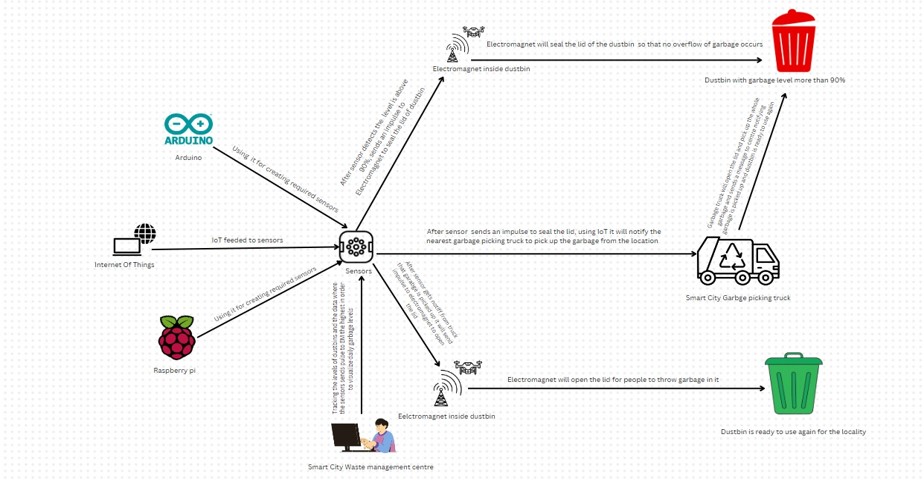 Electromagnet will seal the lid of the dustbin so that no overflow of garbage occurs
Electromagnet inside dustbin
Dustbin with garbage level more than 90%
After sensor detects the level is above
90%, sends an impulse to
Electromagnet to seal the lid of dustbin
ARDUINO
Arduino
Using it for creating required sensors
Garbage truck will open the lid and pick up the whole
garbage and sends a message to centre notifying
garbage is picked up and dustbin is ready to use again
IoT feeded to sensors
Internet Of Things
After sensor sends an impulse to seal the lid, using IoT it will notify the
nearest garbage picking truck to pick up the garbage from the location
Sensors
Smart City Garbge picking truck
Using it for creating required sensors
Raspberry pi
After sensor gets notify from truck
that garabge is picked up it will send
impulse to electromagnet to open
the lid
Tracking the levels of dustions and the data where
the sensors sends pulse to EM the highest in order
to visualize daily garbage levels
Electromagnet will open the lid for people to throw garbage in it
Eelctromagnet inside dustbin
Dustbin is ready to use again for the locality
Smart City Waste management centre